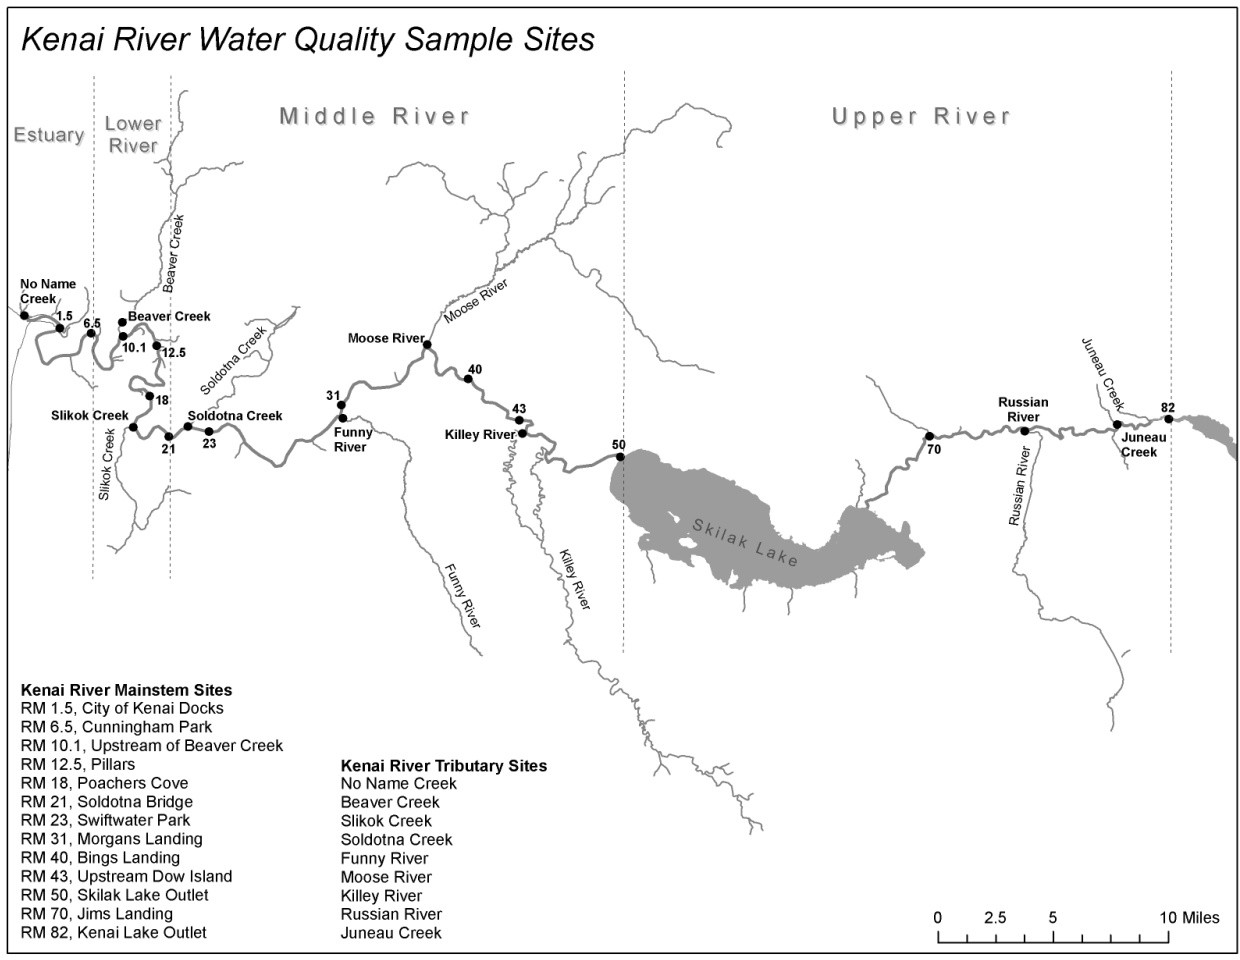 Kenai River Water Quality Sample Sites
Estuary
Lower
River
Middle River
Upper River
Beaver Creek
No Name
Creek
1.5
6.5
Beaver Creek
10.1
12.5
18
Slikok Creek
Slikok Creek
21
Soldotna Creek
Soldotna Creek
23
31
Funny
River
Funny River
Moose River
Moose River
40
43
Killey River
Killey River
50
Skilak Lake
70
Russian
River
Russian River
Juneau Creek
Juneau
Creek
82
Kenai River Mainstem Sites
RM 1.5, City of Kenai Docks
RM 6.5, Cunningham Park
RM 10.1, Upstream of Beaver Creek
RM 12.5, Pillars
RM 18, Poachers Cove
RM 21, Soldotna Bridge
RM 23, Swiftwater Park
RM 31, Morgans Landing
RM 40, Bings Landing
RM 43, Upstream Dow Island
RM 50, Skilak Lake Outlet
RM 70, Jims Landing
RM 82, Kenai Lake Outlet
Kenai River Tributary Sites
No Name Creek
Beaver Creek
Slikok Creek
Soldotna Creek
Funny River
Moose River
Killey River
Russian River
Juneau Creek
0 2.5 5 10 Miles